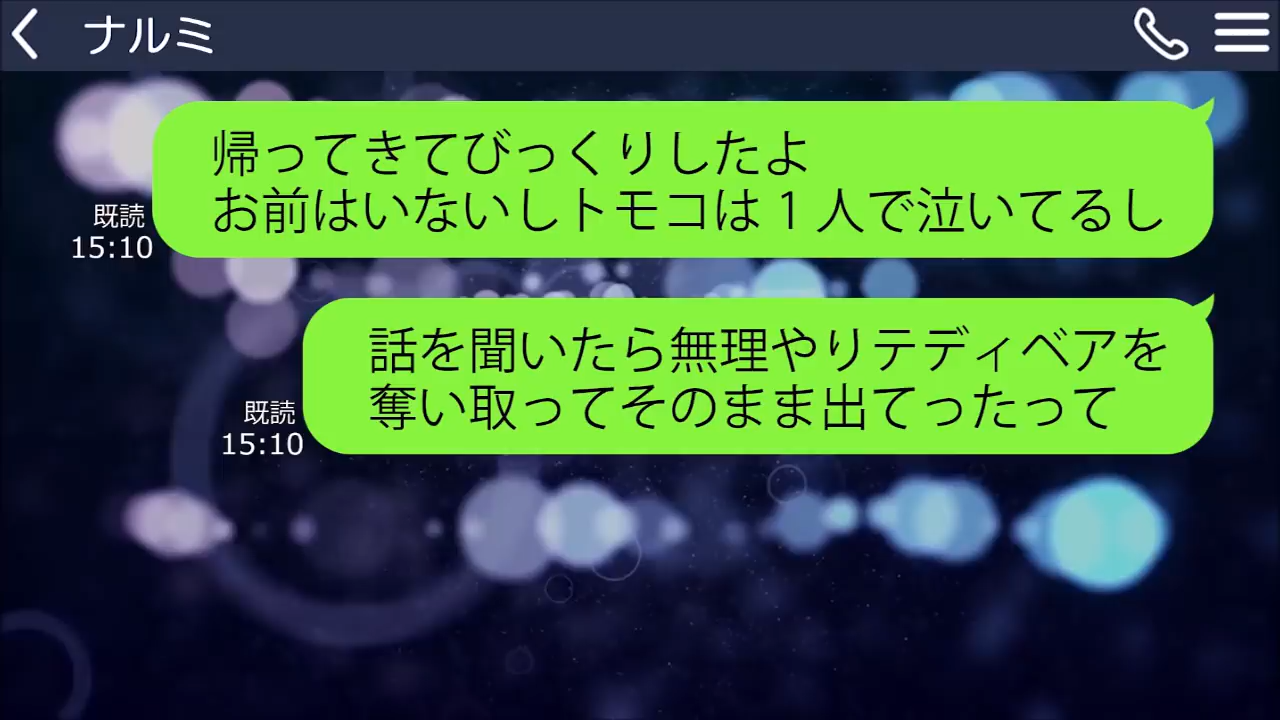 ナルミ
帰ってきてびっくりしたよ
お前はいないしトモコは１人で泣いてるし
既読
15:10
話を聞いたら無理やりテディベアを
奪い取ってそのまま出てったって
既読
15:10